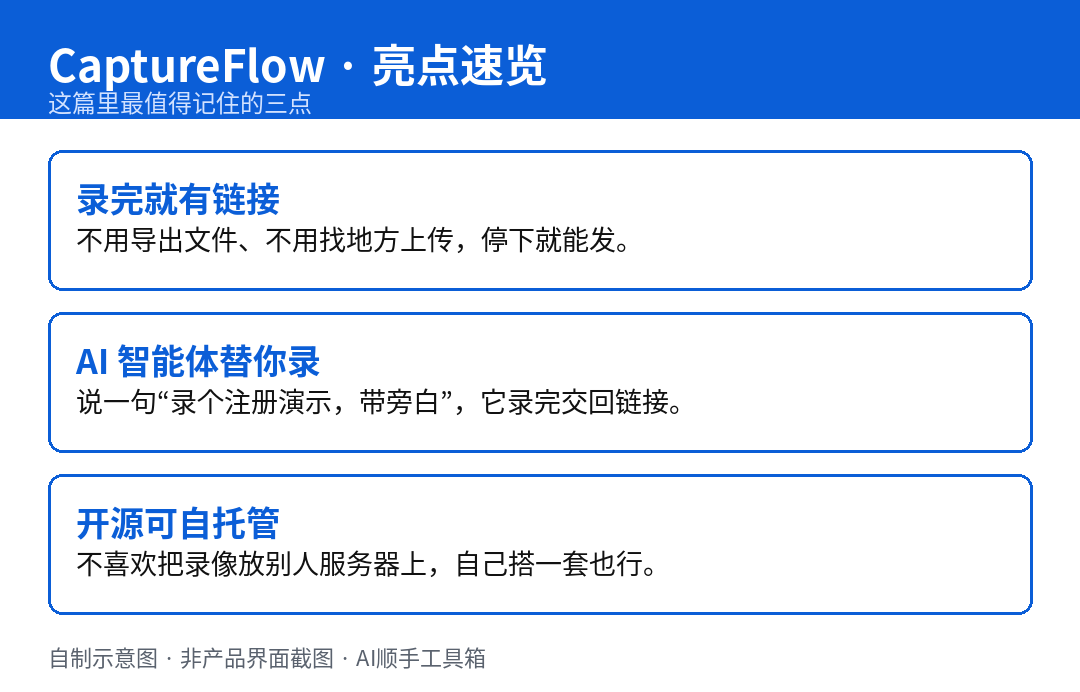 CaptureFlow · 亮点速览
这篇里最值得记住的三点
录完就有链接
不用导出文件、不用找地方上传，停下就能发。
AI 智能体替你录
说一句“录个注册演示，带旁白”，它录完交回链接。
开源可自托管
不喜欢把录像放别人服务器上，自己搭一套也行。
自制示意图 · 非产品界面截图 · AI顺手工具箱